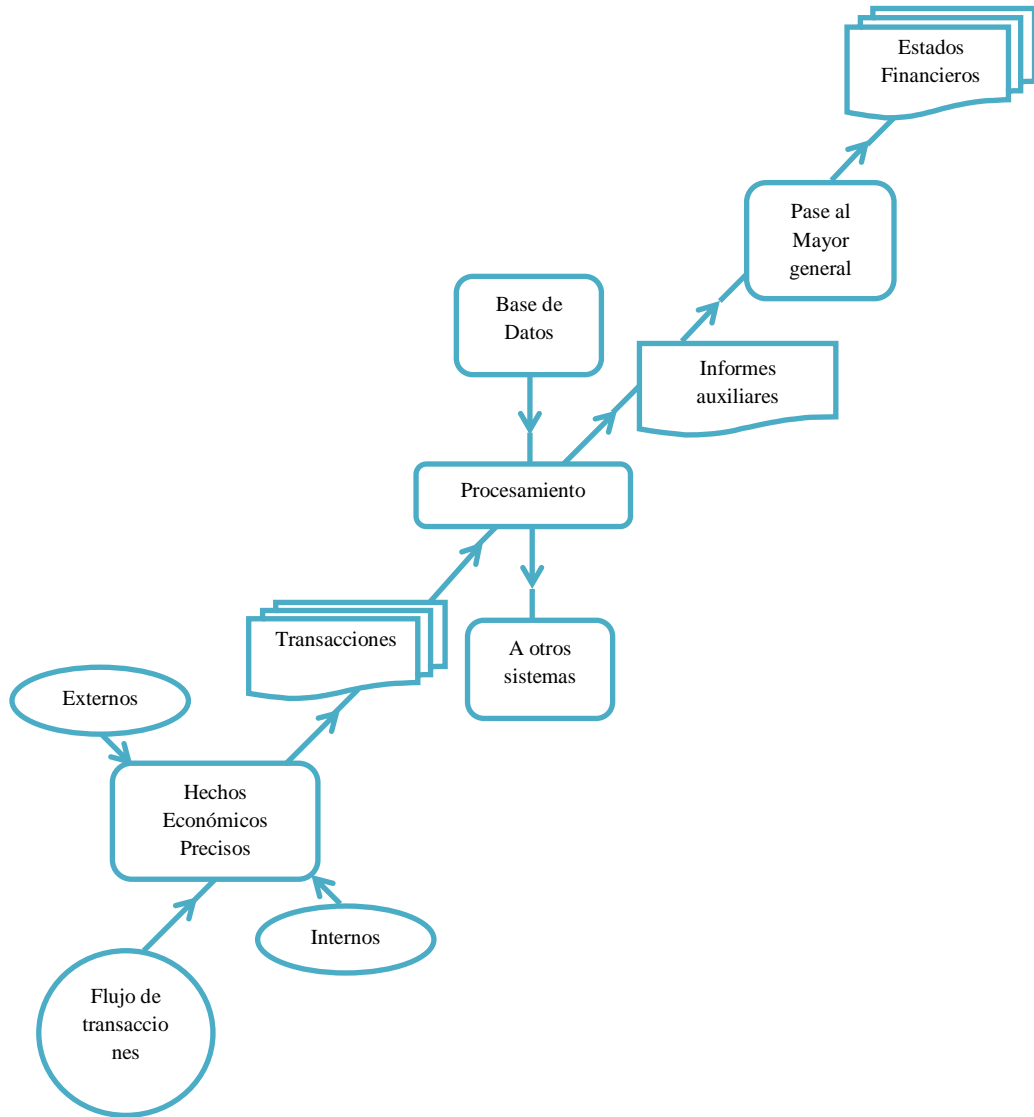 Estados
Financieros
Pase al
Mayor
general
Base de
Datos
Informes
auxiliares
Procesamiento
Transacciones
A otros
sistemas
Externos
Hechos
Económicos
Precisos
Internos
Flujo de
transaccio
nes